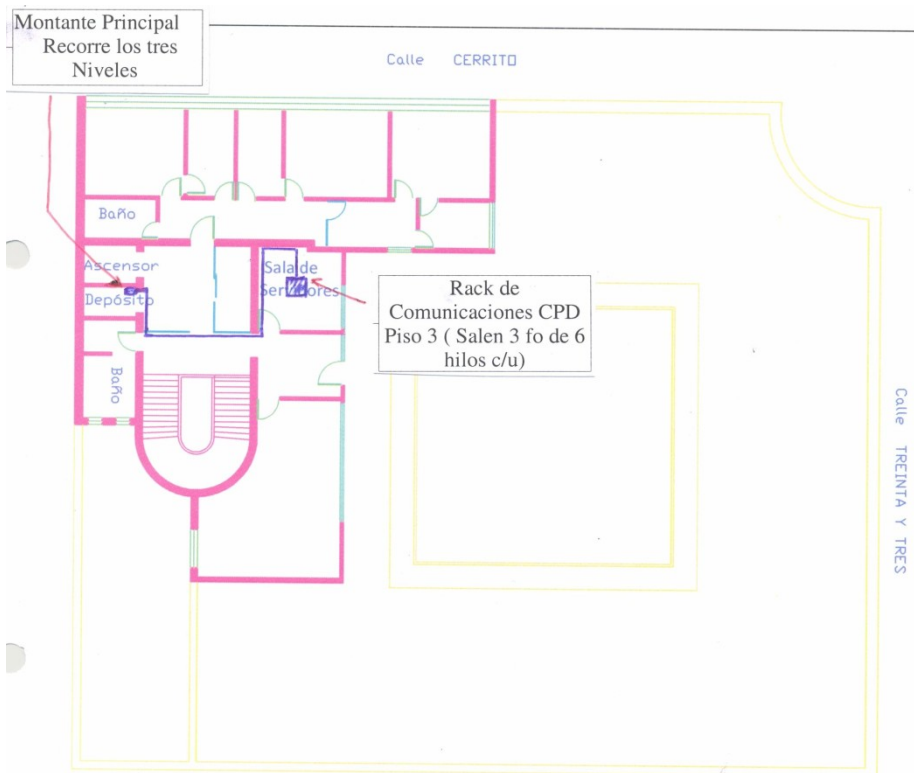 Montante Principal
Recorre los tres
Niveles
Calle CERRITO
Baño
Ascensor
Depósito
Baño
Sala de
Servidores
Rack de
Comunicaciones CPD
Piso 3 ( Salen 3 fo de 6
hilos c/u)
Calle TREINTA Y TRES